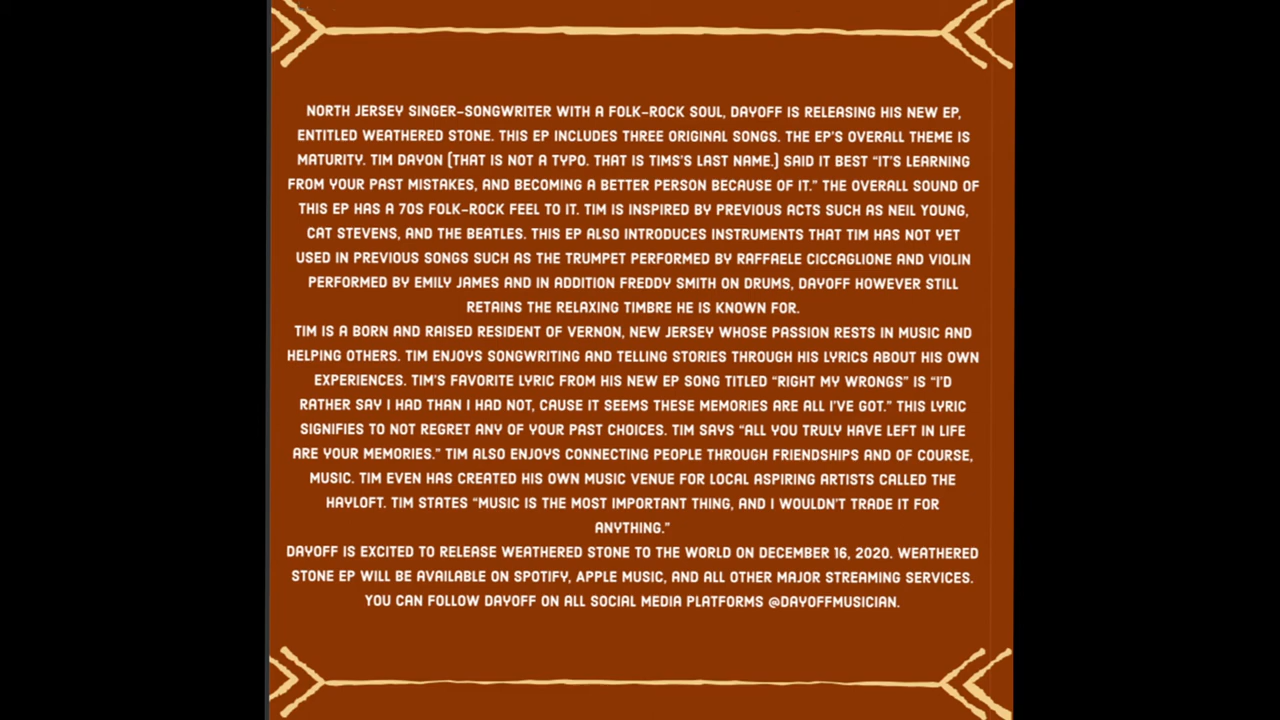 NORTH JERSEY SINGER-SONGWRITER WITH A FOLK-ROCK SOUL, DAYOFF IS RELEASING HIS NEW EP,
ENTITLED WEATHERED STONE. THIS EP INCLUDES THREE ORIGINAL SONGS. THE EP'S OVERALL THEME IS
MATURITY. TIM DAYON (THAT IS NOT A TYPO. THAT IS TIMS'S LAST NAME.) SAID IT BEST “IT'S LEARNING
FROM YOUR PAST MISTAKES, AND BECOMING A BETTER PERSON BECAUSE OF IT.” THE OVERALL SOUND OF
THIS EP HAS A 70S FOLK-ROCK FEEL TO IT. TIM IS INSPIRED BY PREVIOUS ACTS SUCH AS NEIL YOUNG,
CAT STEVENS, AND THE BEATLES. THIS EP ALSO INTRODUCES INSTRUMENTS THAT TIM HAS NOT YET
USED IN PREVIOUS SONGS SUCH AS THE TRUMPET PERFORMED BY RAFFAELE CICCAGLIONE AND VIOLIN
PERFORMED BY EMILY JAMES AND IN ADDITION FREDDY SMITH ON DRUMS, DAYOFF HOWEVER STILL
RETAINS THE RELAXING TIMBRE HE IS KNOWN FOR.
TIM IS A BORN AND RAISED RESIDENT OF VERNON, NEW JERSEY WHOSE PASSION RESTS IN MUSIC AND
HELPING OTHERS. TIM ENJOYS SONGWRITING AND TELLING STORIES THROUGH HIS LYRICS ABOUT HIS OWN
EXPERIENCES. TIM'S FAVORITE LYRIC FROM HIS NEW EP SONG TITLED “RIGHT MY WRONGS” IS “I'D
RATHER SAY I HAD THAN I HAD NOT, CAUSE IT SEEMS THESE MEMORIES ARE ALL I'VE GOT.” THIS LYRIC
SIGNIFIES TO NOT REGRET ANY OF YOUR PAST CHOICES. TIM SAYS “ALL YOU TRULY HAVE LEFT IN LIFE
ARE YOUR MEMORIES.” TIM ALSO ENJOYS CONNECTING PEOPLE THROUGH FRIENDSHIPS AND OF COURSE,
MUSIC. TIM EVEN HAS CREATED HIS OWN MUSIC VENUE FOR LOCAL ASPIRING ARTISTS CALLED THE
HAYLOFT. TIM STATES “MUSIC IS THE MOST IMPORTANT THING, AND I WOULDN'T TRADE IT FOR
ANYTHING.”
DAYOFF IS EXCITED TO RELEASE WEATHERED STONE TO THE WORLD ON DECEMBER 16, 2020. WEATHERED
STONE EP WILL BE AVAILABLE ON SPOTIFY, APPLE MUSIC, AND ALL OTHER MAJOR STREAMING SERVICES.
YOU CAN FOLLOW DAYOFF ON ALL SOCIAL MEDIA PLATFORMS @DAYOFFMUSICIAN.